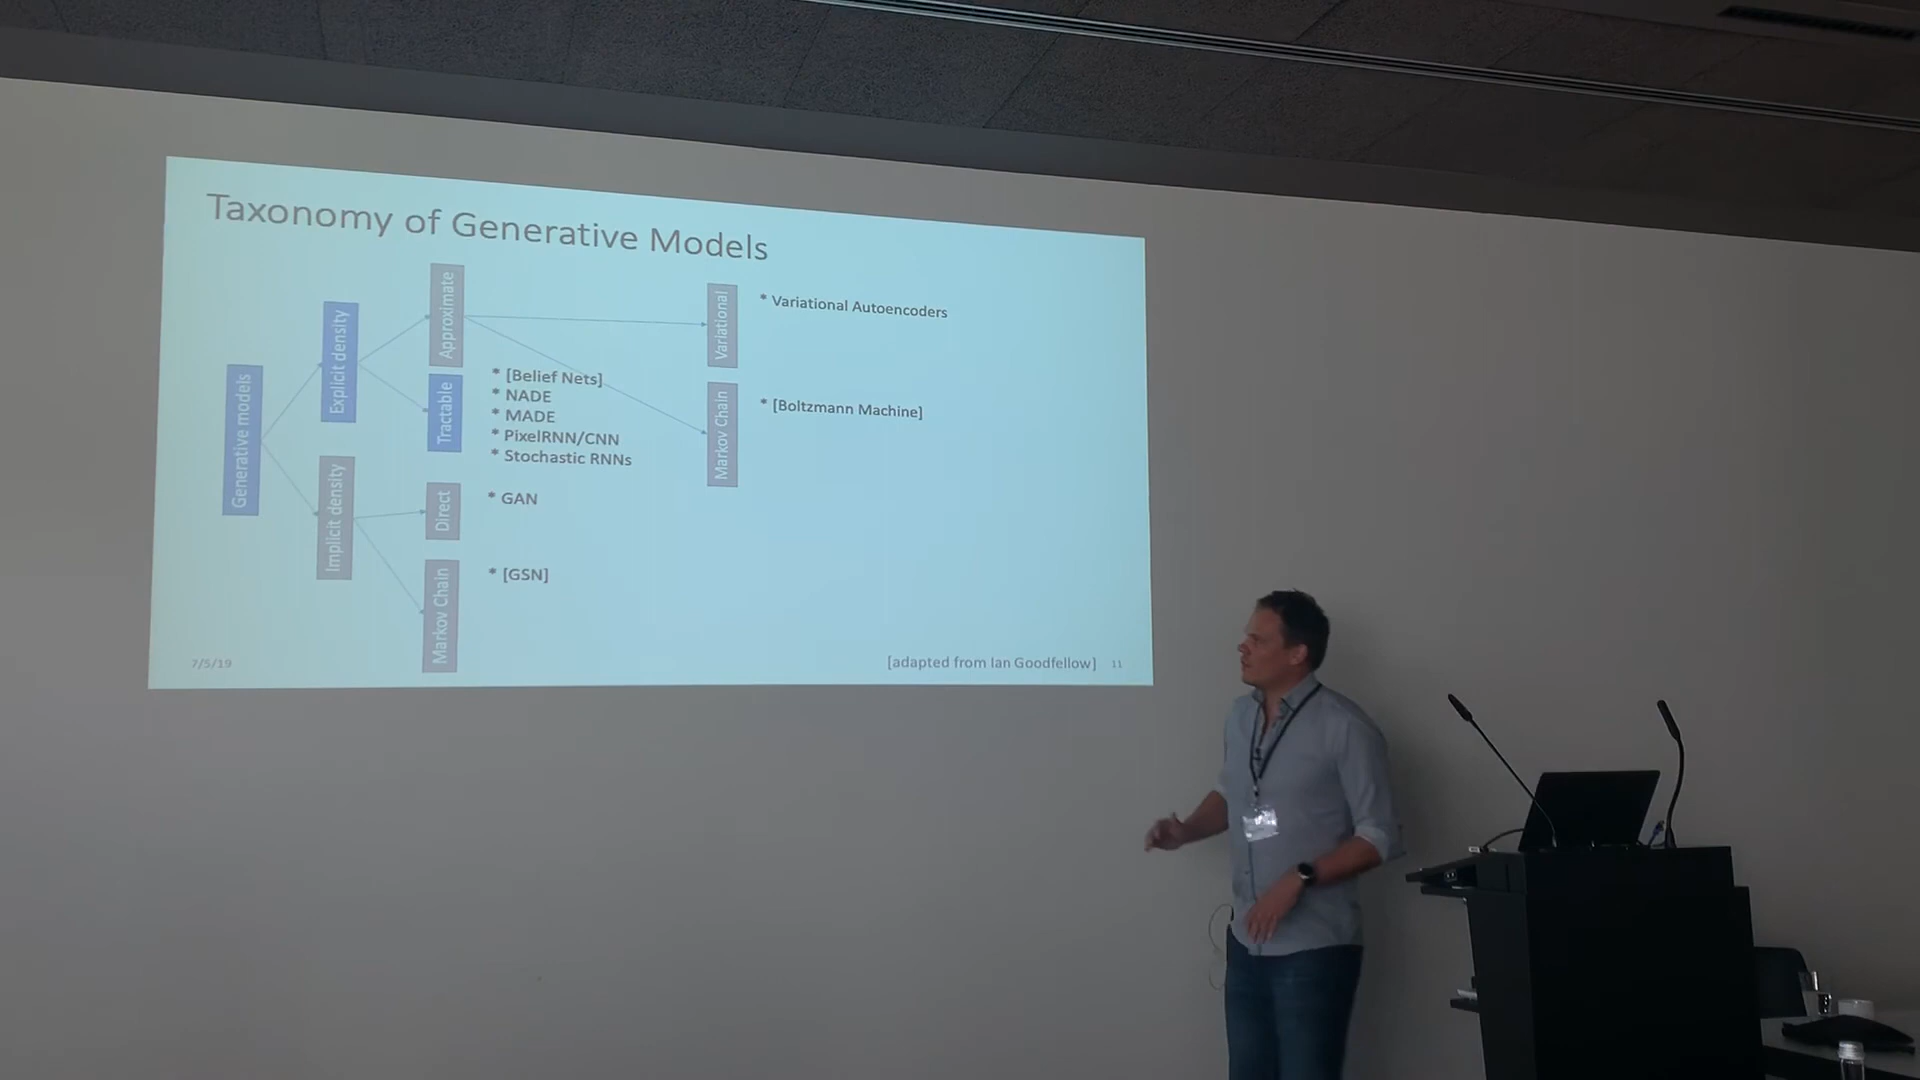 Taxonomy of Generative Models
Generative models
Explicit density
Implicit density
Approximate
Tractable
Direct
Markov Chain
* [Belief Nets]
* NADE
* MADE
* PixelRNN/CNN
* Stochastic RNNs
* GAN
* [GSN]
Variational
* Variational Autoencoders
Markov Chain
* [Boltzmann Machine]
7/5/19
[adapted from Ian Goodfellow]
11